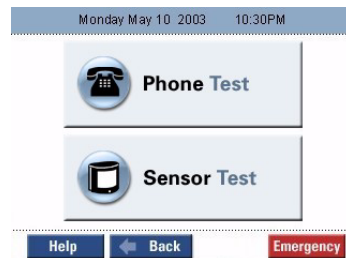 Monday May 10 2003 10:30PM
Phone Test
Sensor Test
Help Back Emergency